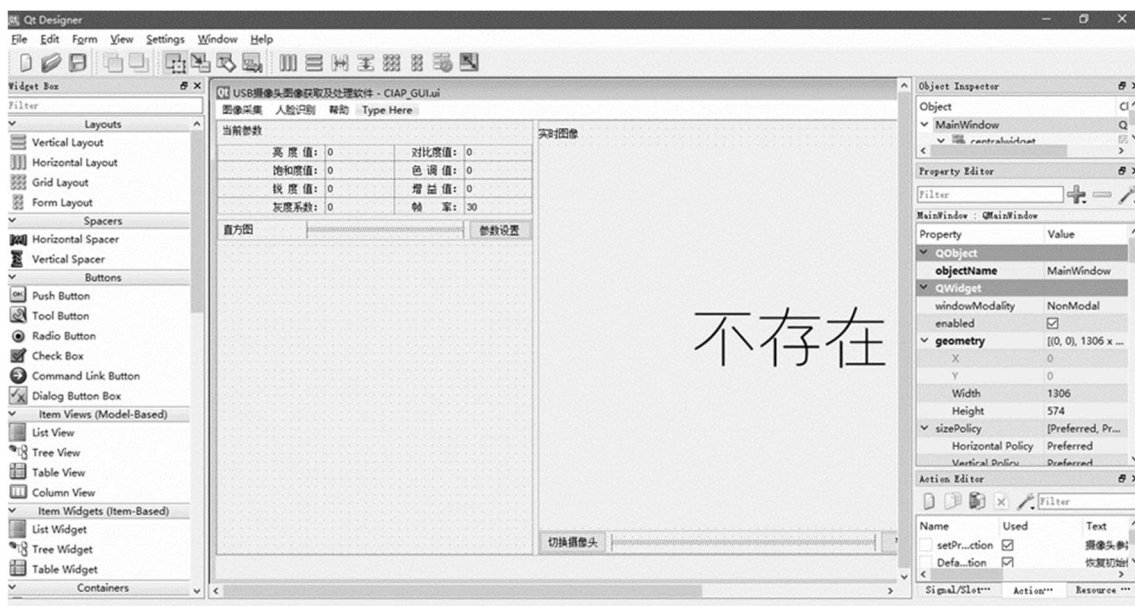 Qt Designer
File Edit Form View Settings Window Help
Widget Box
Filter
Layouts
Vertical Layout
Horizontal Layout
Grid Layout
Form Layout
Spacers
Horizontal Spacer
Vertical Spacer
Buttons
Push Button
Tool Button
Radio Button
Check Box
Command Link Button
Dialog Button Box
Item Views (Model-Based)
List View
Tree View
Table View
Column View
Item Widgets (Item-Based)
List Widget
Tree Widget
Table Widget
Containers
USB摄像头图像获取及处理软件 - CIAP_GUI.ui
图像采集 人脸识别 帮助 Type Here
当前参数
亮 度 值: 0 对比度值: 0
饱和度值: 0 色 调 值: 0
锐 度 值: 0 增 益 值: 0
灰度系数: 0 帧 率: 30
直方图 参数设置
实时图像
不存在
切换摄像头
Object Inspector
Object Cl
MainWindow Q
centralwidget
Property Editor
Filter
MainWindow : QMainWindow
Property Value
QObject
objectName MainWindow
QWidget
windowModality NonModal
enabled
geometry [(0, 0), 1306 x ...
X 0
Y 0
Width 1306
Height 574
sizePolicy [Preferred, Pr...
Horizontal Policy Preferred
Vertical Policy Preferred
Action Editor
Filter
Name Used Text
setPr...ction 摄像头参
Defa...tion 恢复初始
Signal/Slot··· Action··· Resource ···